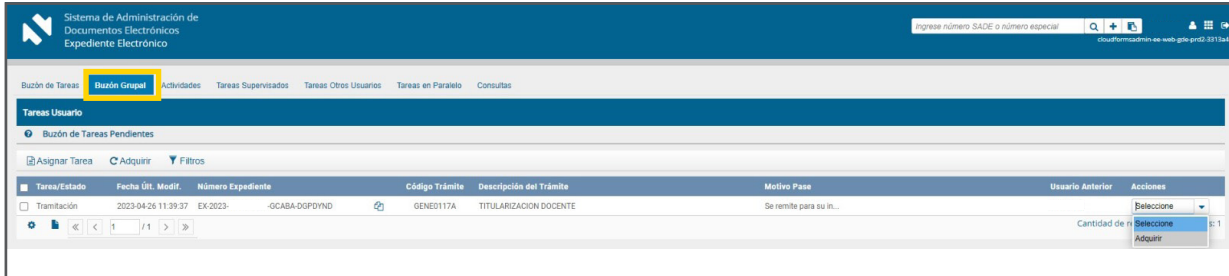 Sistema de Administración de
Documentos Electrónicos
Expediente Electrónico
Ingrese número SADE o número especial
cloudformsadmin-ee-web-gde-prd2-3313a4
Buzón de Tareas Buzón Grupal Actividades Tareas Supervisados Tareas Otros Usuarios Tareas en Paralelo Consultas
Tareas Usuario
Buzón de Tareas Pendientes
Asignar Tarea Adquirir Filtros
Tarea/Estado Fecha Últ. Modif. Número Expediente Código Trámite Descripción del Trámite Motivo Pase Usuario Anterior Acciones
Tramitación 2023-04-26 11:39:37 EX-2023- -GCABA-DGPDYND GENE0117A TITULARIZACION DOCENTE Se remite para su in... Seleccione
1 / 1 Cantidad de Seleccione s: 1
Adquirir